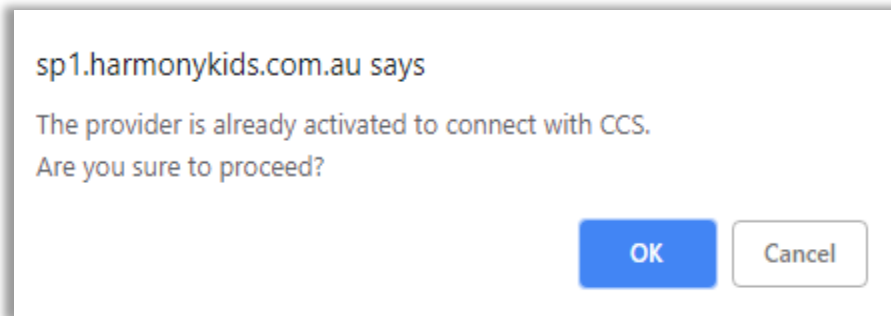 sp1.harmonykids.com.au says
The provider is already activated to connect with CCS.
Are you sure to proceed?
OK Cancel